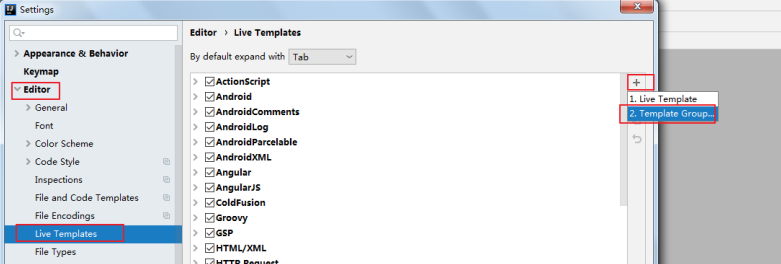 Settings
Appearance & Behavior
Keymap
Editor
General
Font
Color Scheme
Code Style
Inspections
File and Code Templates
File Encodings
Live Templates
File Types
Editor › Live Templates
By default expand with Tab
ActionScript
Android
AndroidComments
AndroidLog
AndroidParcelable
AndroidXML
Angular
AngularJS
ColdFusion
Groovy
GSP
HTML/XML
HTTP Request
1. Live Template
2. Template Group...